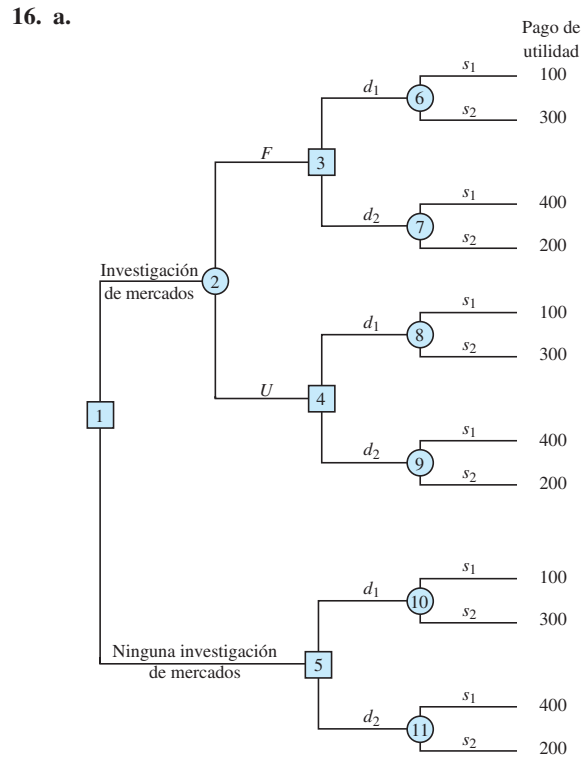 16. a.
Pago de
utilidad
s1
100
d1
6
s2
300
F
3
s1
400
d2
7
s2
200
Investigación
de mercados
2
s1
100
d1
8
s2
300
U
4
1
s1
400
d2
9
s2
200
s1
100
d1
10
s2
300
Ninguna investigación
de mercados
5
s1
400
d2
11
s2
200